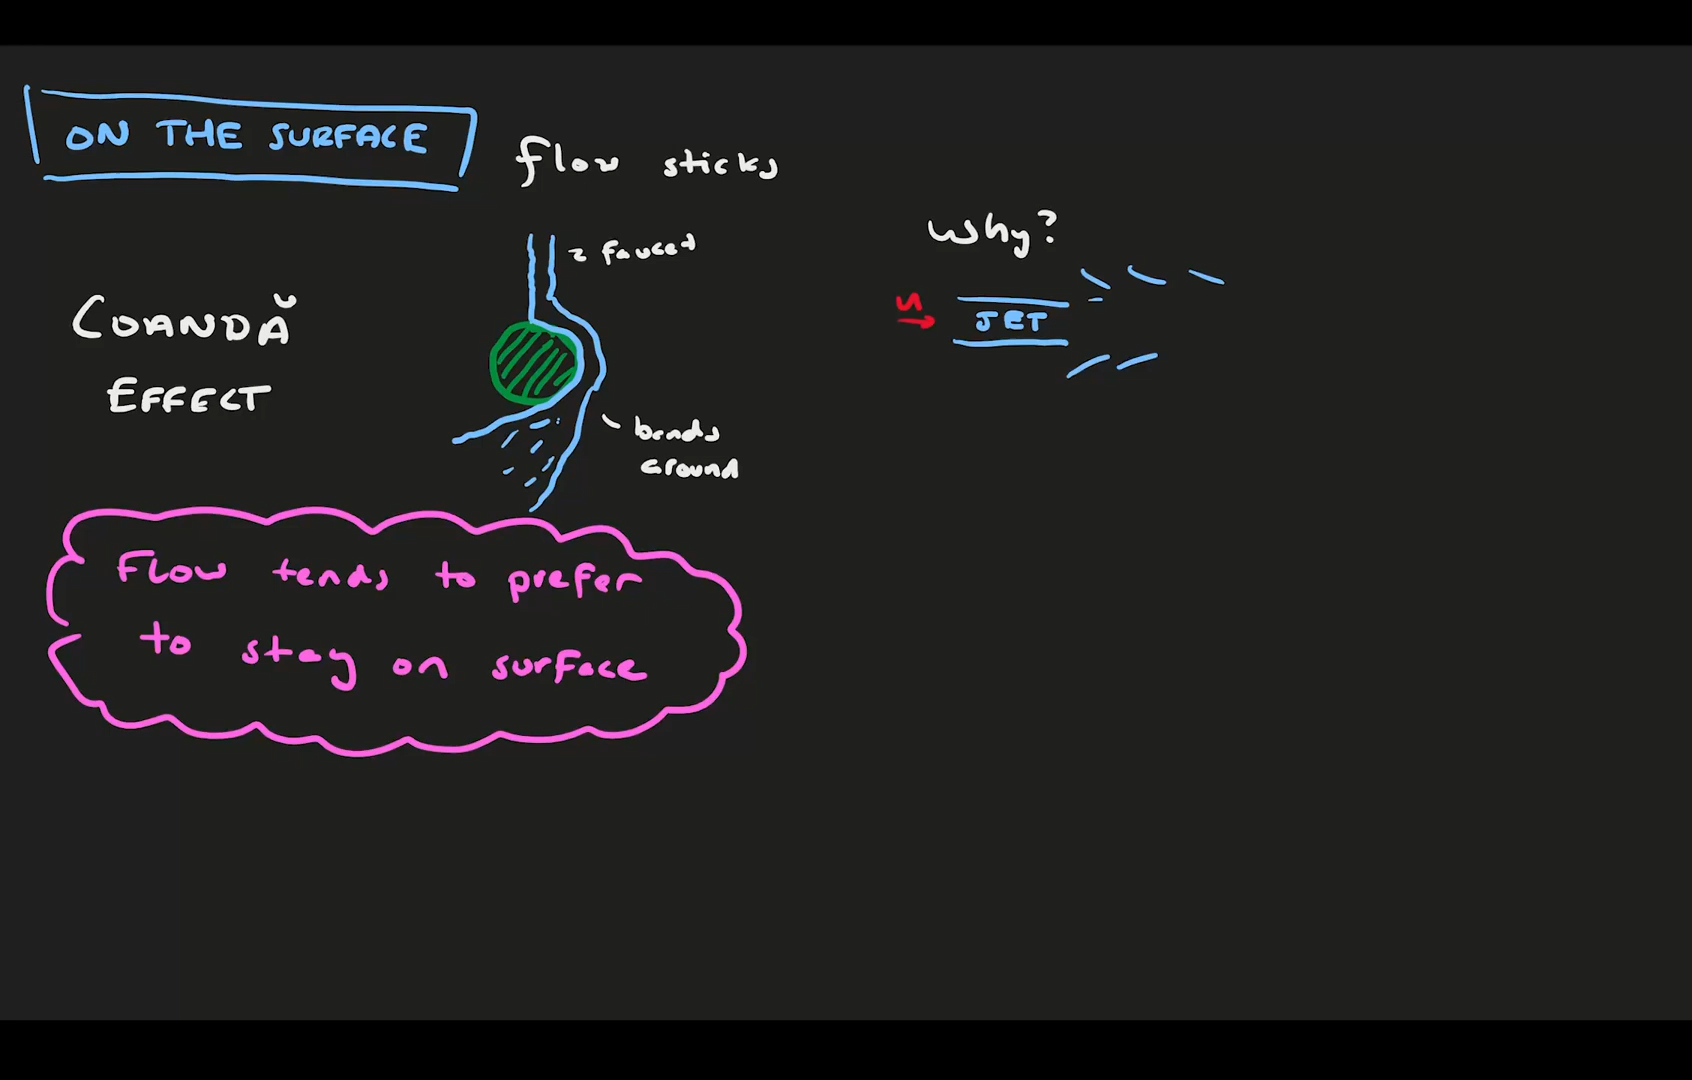 ON THE SURFACE
flow sticks
faucet
COANDĂ
EFFECT
bends
around
Flow tends to prefer
to stay on surface
Why?
u
JET